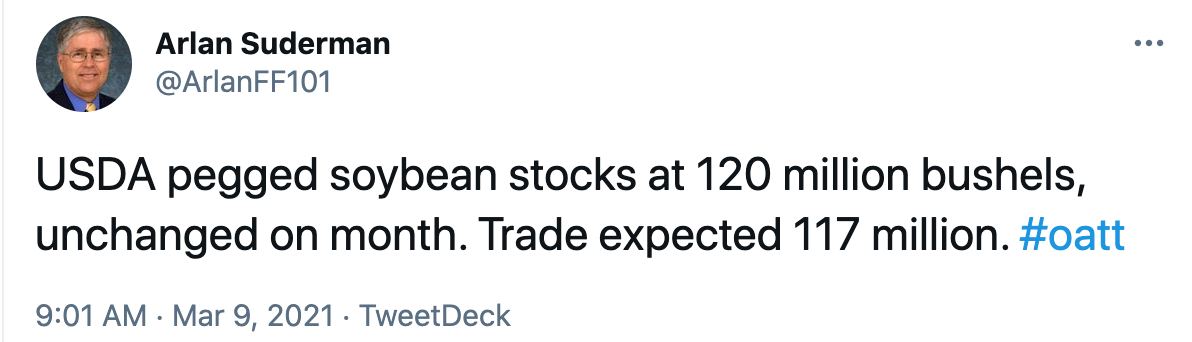 Arlan Suderman
@ArlanFF101
USDA pegged soybean stocks at 120 million bushels,
unchanged on month. Trade expected 117 million. #oatt
9:01 AM · Mar 9, 2021 · TweetDeck